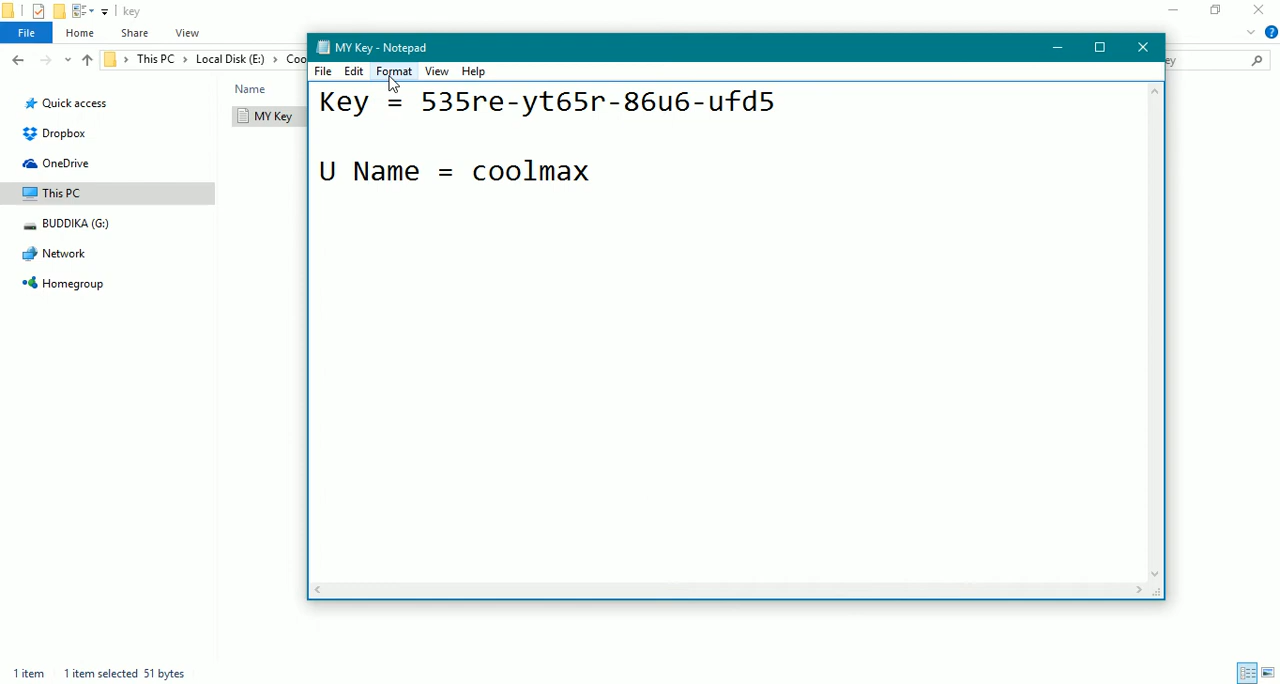 key
File Home Share View
This PC Local Disk (E:)
Name
Quick access
Dropbox
OneDrive
This PC
BUDDIKA (G:)
Network
Homegroup
MY Key
MY Key - Notepad
File Edit Format View Help
Key = 535re-yt65r-86u6-ufd5
U Name = coolmax
1 item 1 item selected 51 bytes